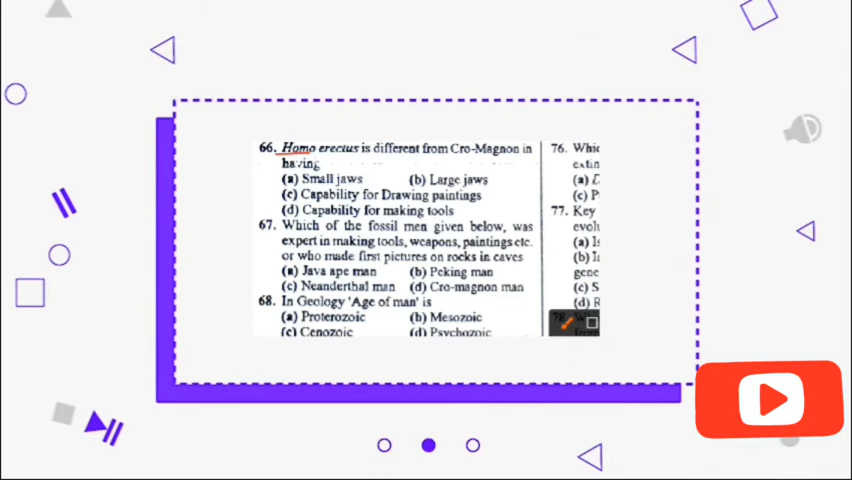 66. Homo erectus is different from Cro-Magnon in
having
(a) Small jaws (b) Large jaws
(c) Capability for Drawing paintings
(d) Capability for making tools
67. Which of the fossil men given below, was
expert in making tools, weapons, paintings etc.
or who made first pictures on rocks in caves
(a) Java ape man (b) Peking man
(c) Neanderthal man (d) Cro-magnon man
68. In Geology 'Age of man' is
(a) Proterozoic (b) Mesozoic
(c) Cenozoic (d) Psychozoic
76.
(a)
(c)
77. Key
(a)
(b)
(c)
(d)
78.